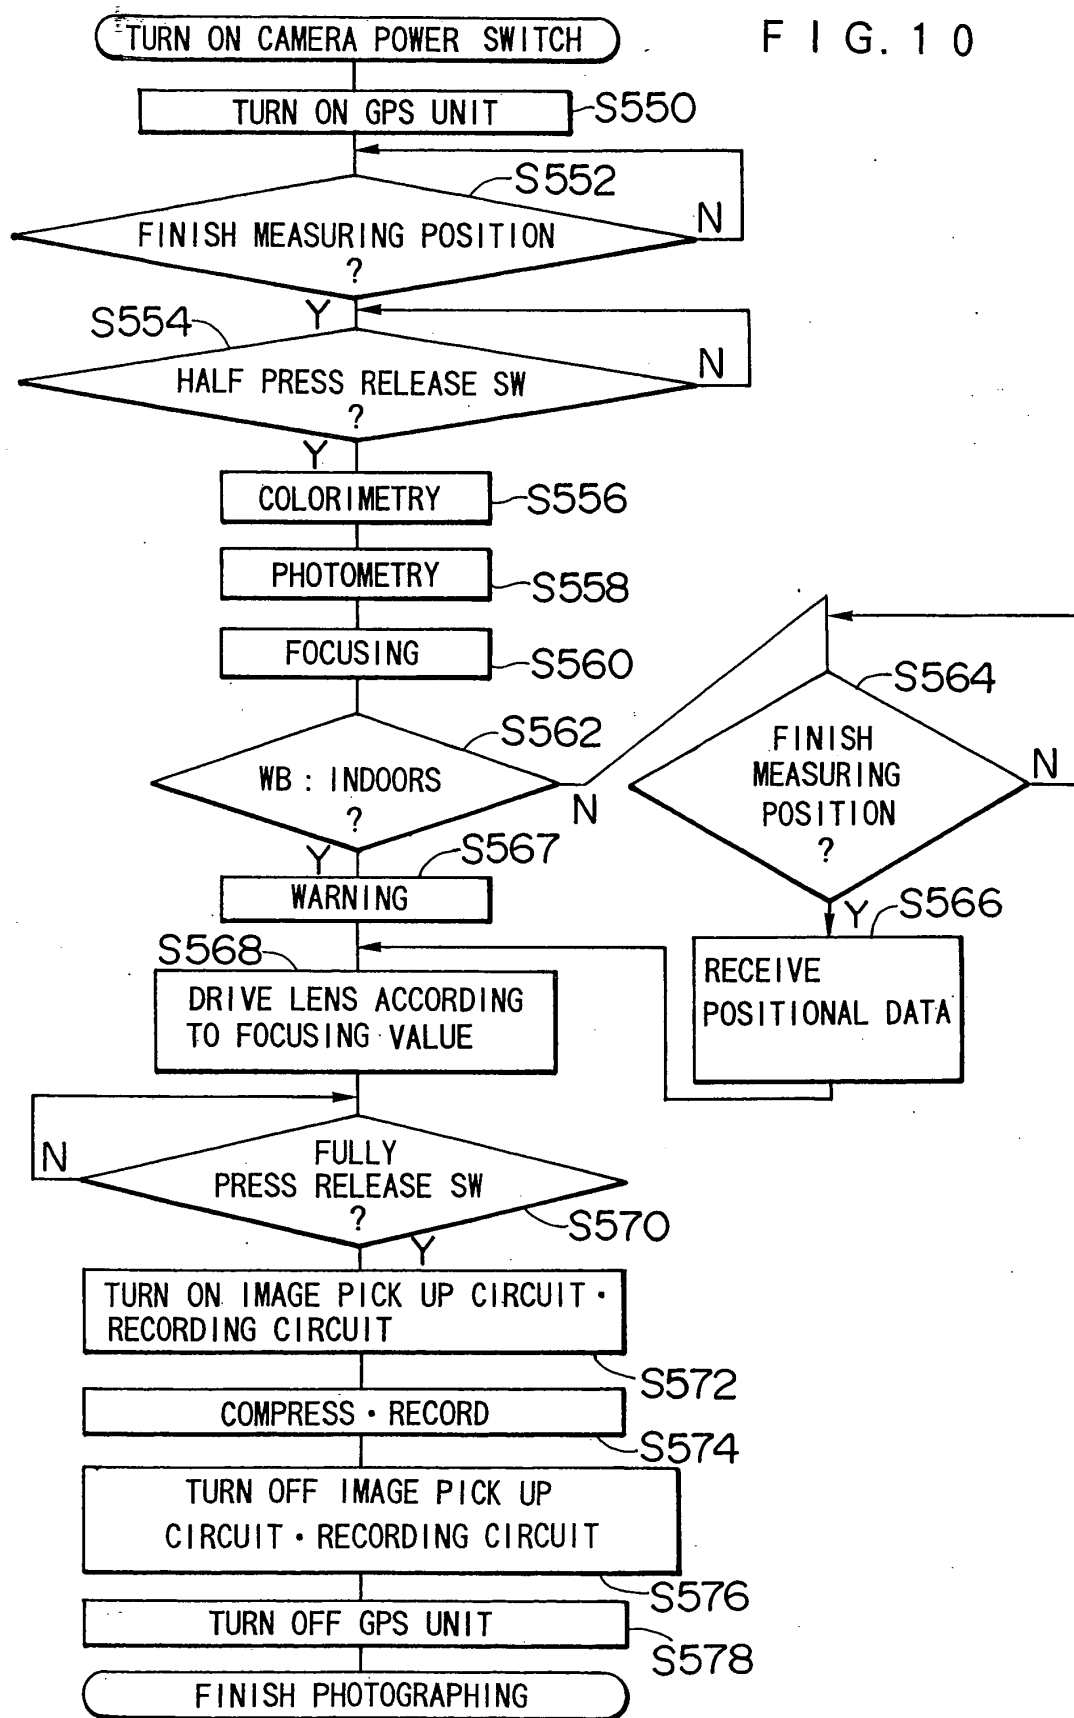 TURN ON CAMERA POWER SWITCH
FIG. 10
TURN ON GPS UNIT
S550
S552
FINISH MEASURING POSITION
?
N
Y
S554
HALF PRESS RELEASE SW
?
N
Y
COLORIMETRY
S556
PHOTOMETRY
S558
FOCUSING
S560
S562
WB : INDOORS
?
N
Y
S564
FINISH
MEASURING
POSITION
?
N
Y
S566
RECEIVE
POSITIONAL DATA
S567
WARNING
S568
DRIVE LENS ACCORDING
TO FOCUSING VALUE
N
FULLY
PRESS RELEASE SW
?
S570
Y
TURN ON IMAGE PICK UP CIRCUIT・
RECORDING CIRCUIT
S572
COMPRESS・RECORD
S574
TURN OFF IMAGE PICK UP
CIRCUIT・RECORDING CIRCUIT
S576
TURN OFF GPS UNIT
S578
FINISH PHOTOGRAPHING